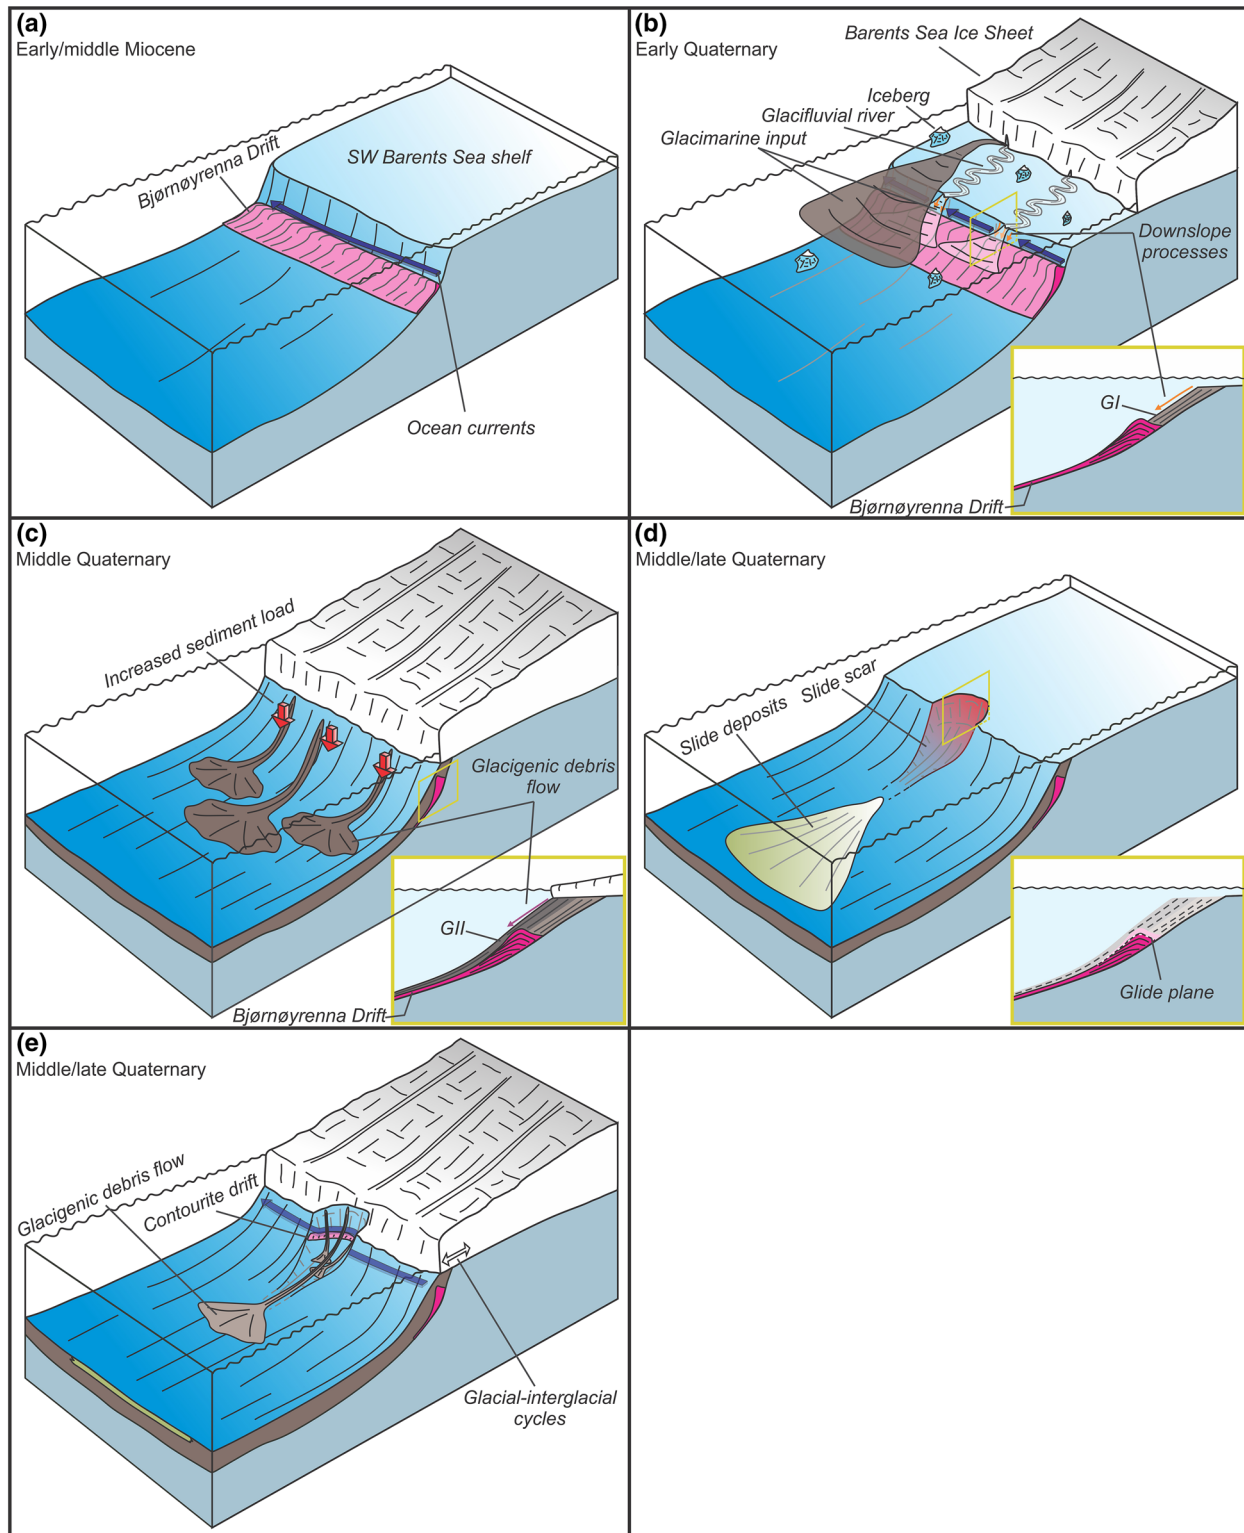 (a)
Early/middle Miocene
Bjørnøyrenna Drift
SW Barents Sea shelf
Ocean currents
(b)
Early Quaternary
Barents Sea Ice Sheet
Iceberg
Glacifluvial river
Glacimarine input
Downslope
processes
GI
Bjørnøyrenna Drift
(c)
Middle Quaternary
Increased sediment load
Glacigenic debris
flow
GII
Bjørnøyrenna Drift
(d)
Middle/late Quaternary
Slide deposits
Slide scar
Glide plane
(e)
Middle/late Quaternary
Glacigenic debris flow
Contourite drift
Glacial-interglacial
cycles